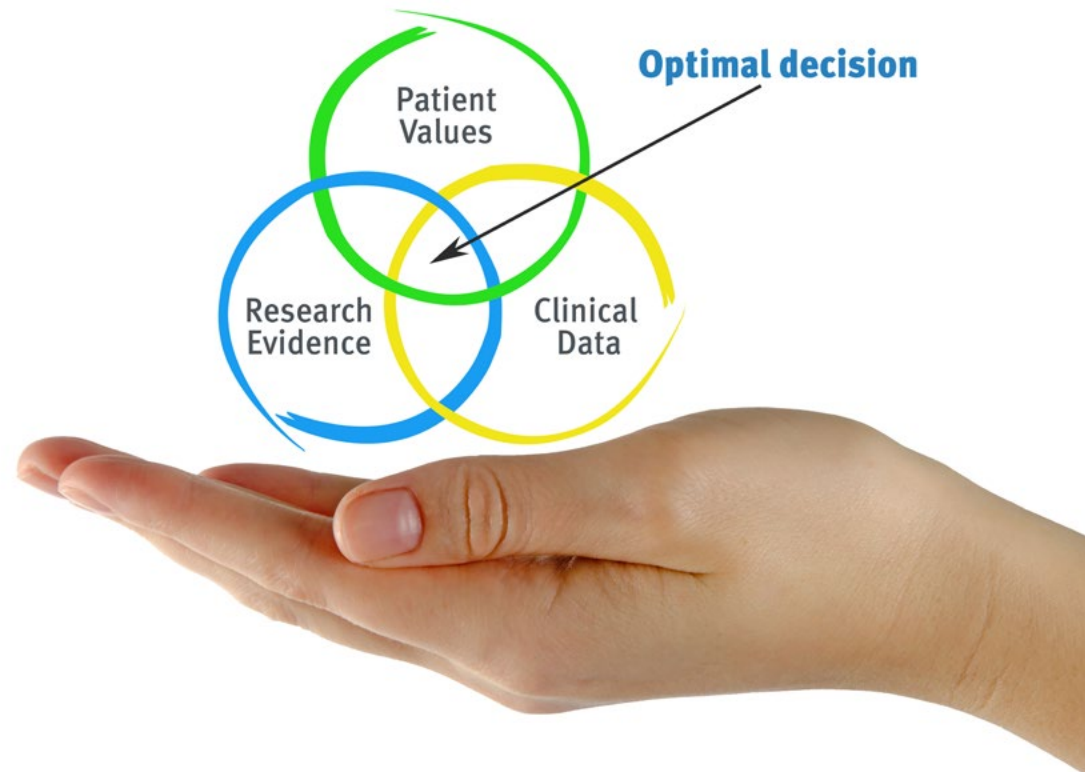 Optimal decision
Patient
Values
Research
Evidence
Clinical
Data